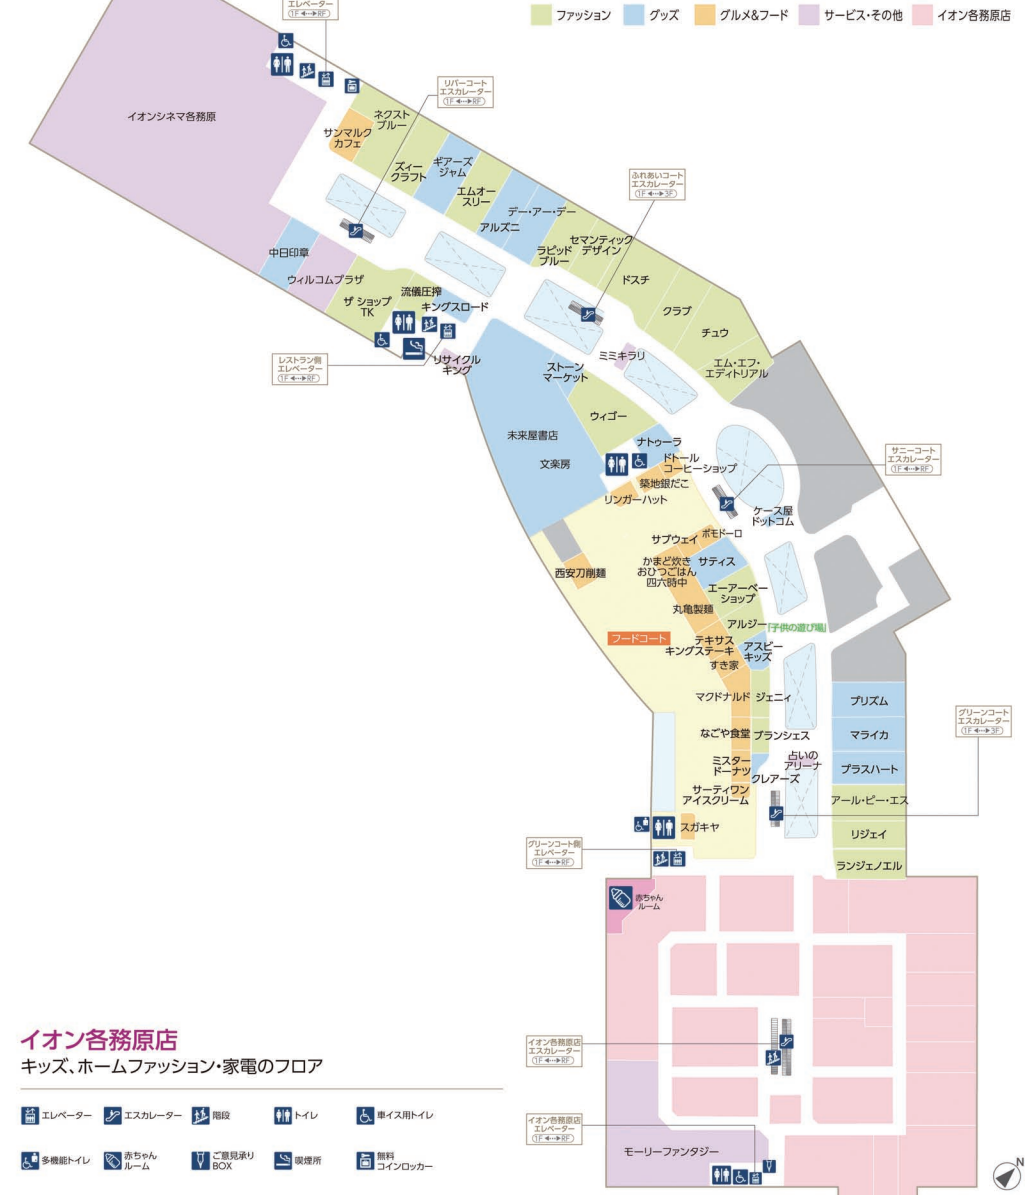 エレベーター
1F ◀···▶RF
ファッション
グッズ
グルメ&フード
サービス・その他
イオン各務原店
イオンシネマ各務原
リバーコート
エスカレーター
1F ◀···▶RF
ネクスト
ブルー
サンマルク
カフェ
ズィー
クラフト
ギアーズ
ジャム
エムオー
スリー
アルズニ
デー・アー・デー
ふれあいコート
エスカレーター
1F ◀···▶3F
ラピッド
ブルー
セマンティック
デザイン
ドスチ
クラブ
チュウ
エム・エフ・
エディトリアル
中日印章
ウィルコムプラザ
ザ ショップ
TK
流儀圧搾
キングスロード
レストラン側
エレベーター
1F ◀···▶RF
リサイクル
キング
ミミキラリ
ストーン
マーケット
ウィゴー
未来屋書店
文楽房
ナトゥーラ
ドトール
コーヒーショップ
築地銀だこ
リンガーハット
サニーコート
エスカレーター
1F ◀···▶RF
ケース屋
ドットコム
サブウェイ
ポモドーロ
西安刀削麺
かまど炊き
おひつごはん
四六時中
サティス
エーアーベー
ショップ
丸亀製麺
アルジー
「子供の遊び場」
フードコート
テキサス
キングステーキ
アスビー
キッズ
すき家
マクドナルド
ジェニィ
プリズム
なごや食堂
ブランシェス
マライカ
グリーンコート
エスカレーター
1F ◀···▶3F
ミスター
ドーナツ
占いの
アリーナ
クレアーズ
プラスハート
サーティワン
アイスクリーム
アール・ピー・エス
スガキヤ
リジェイ
グリーンコート側
エレベーター
1F ◀···▶RF
ランジェノエル
赤ちゃん
ルーム
イオン各務原店
エスカレーター
1F ◀···▶RF
イオン各務原店
エレベーター
1F ◀···▶RF
モーリーファンタジー
イオン各務原店
キッズ、ホームファッション・家電のフロア
エレベーター
エスカレーター
階段
トイレ
車イス用トイレ
多機能トイレ
赤ちゃん
ルーム
ご意見承り
BOX
喫煙所
無料
コインロッカー
N